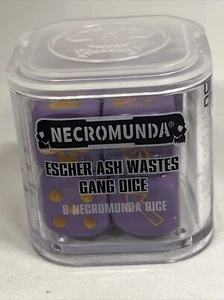 NECROMUNDA®
ESCHER ASH WASTES
GANG DICE
8 NECROMUNDA DICE